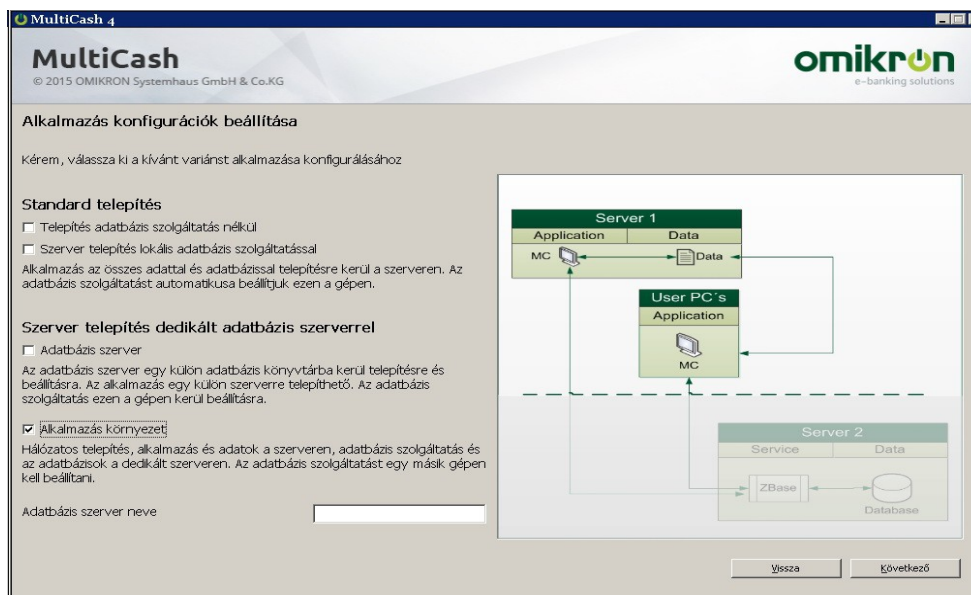 MultiCash 4
MultiCash
© 2015 OMIKRON Systemhaus GmbH & Co.KG
omikron
e-banking solutions
Alkalmazás konfigurációk beállítása
Kérem, válassza ki a kívánt variánst alkalmazása konfigurálásához
Standard telepítés
Telepítés adatbázis szolgáltatás nélkül
Szerver telepítés lokális adatbázis szolgáltatással
Alkalmazás az összes adattal és adatbázissal telepítésre kerül a szerveren. Az
adatbázis szolgáltatást automatikusa beállítjuk ezen a gépen.
Szerver telepítés dedikált adatbázis szerverrel
Adatbázis szerver
Az adatbázis szerver egy külön adatbázis könyvtárba kerül telepítésre és
beállításra. Az alkalmazás egy külön szerverre telepíthető. Az adatbázis
szolgáltatás ezen a gépen kerül beállításra.
Alkalmazás környezet
Hálózatos telepítés, alkalmazás és adatok a szerveren, adatbázis szolgáltatás és
az adatbázisok a dedikált szerveren. Az adatbázis szolgáltatást egy másik gépen
kell beállítani.
Adatbázis szerver neve
Server 1
Application Data
MC Data
User PC´s
Application
MC
Server 2
Service Data
ZBase
Database
Vissza Következő